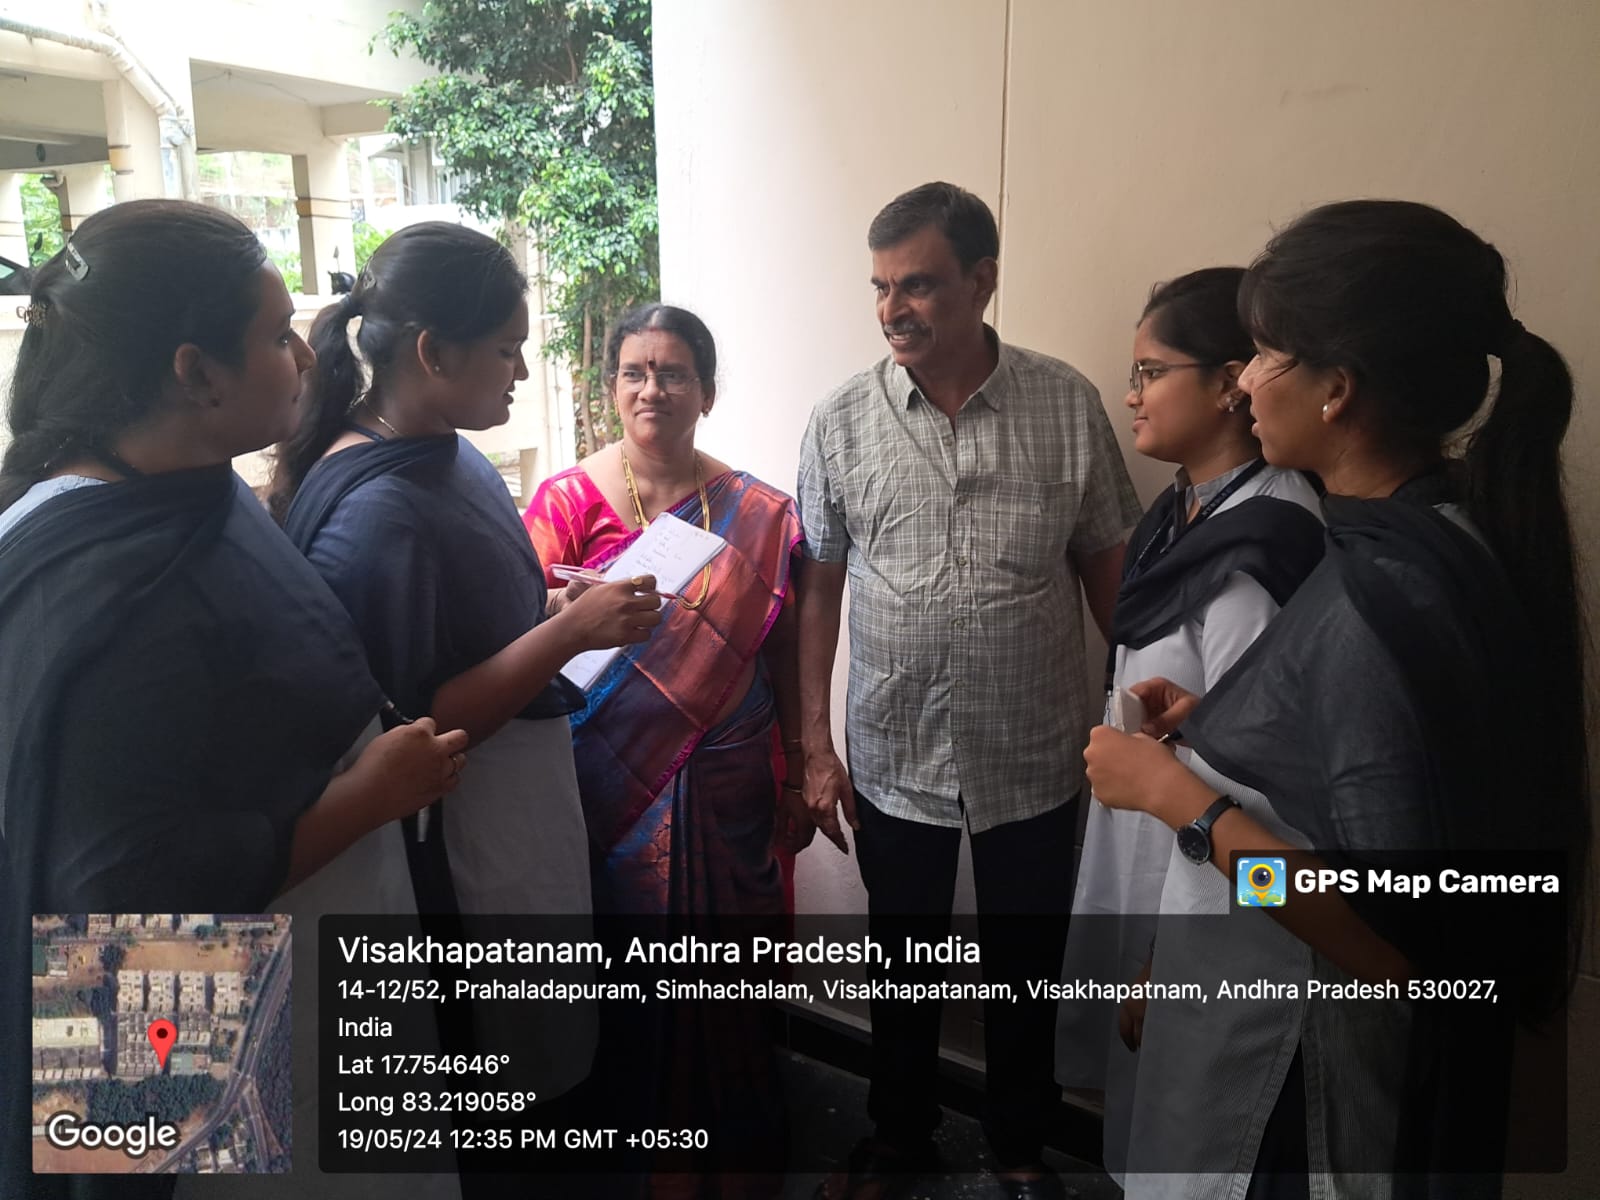 GPS Map Camera
Visakhapatanam, Andhra Pradesh, India
14-12/52, Prahaladapuram, Simhachalam, Visakhapatanam, Visakhapatnam, Andhra Pradesh 530027,
India
Lat 17.754646°
Long 83.219058°
19/05/24 12:35 PM GMT +05:30
Google